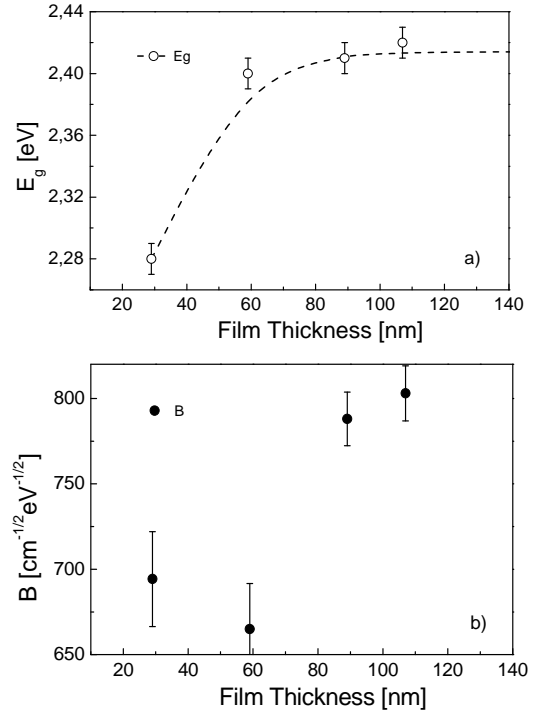 2,44
2,40
2,36
2,32
2,28
E_g [eV]
Eg
a)
20 40 60 80 100 120 140
Film Thickness [nm]
800
750
700
650
B [cm^-1/2 eV^-1/2]
B
b)
20 40 60 80 100 120 140
Film Thickness [nm]